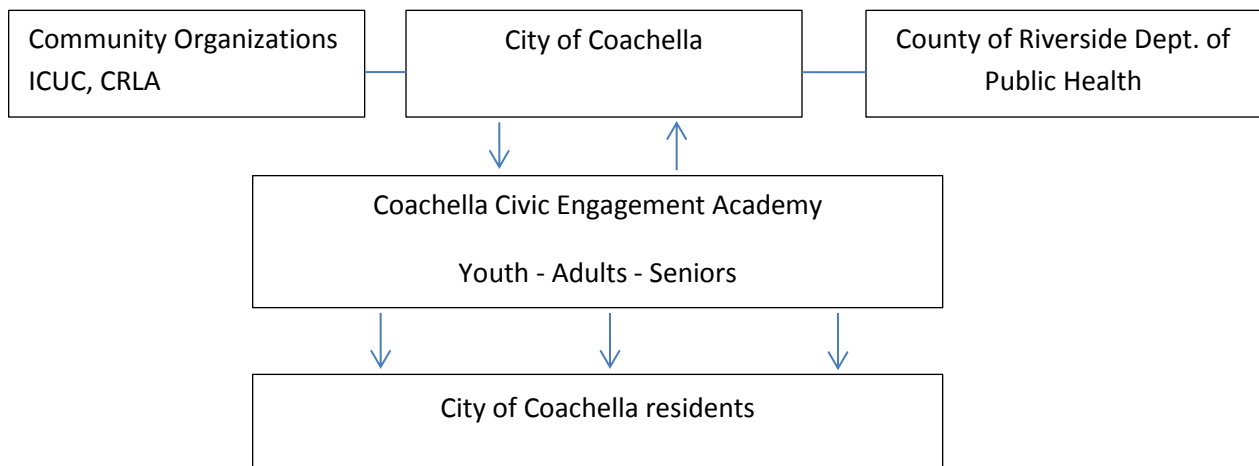 Community Organizations
ICUC, CRLA
City of Coachella
County of Riverside Dept. of
Public Health
Coachella Civic Engagement Academy
Youth - Adults - Seniors
City of Coachella residents